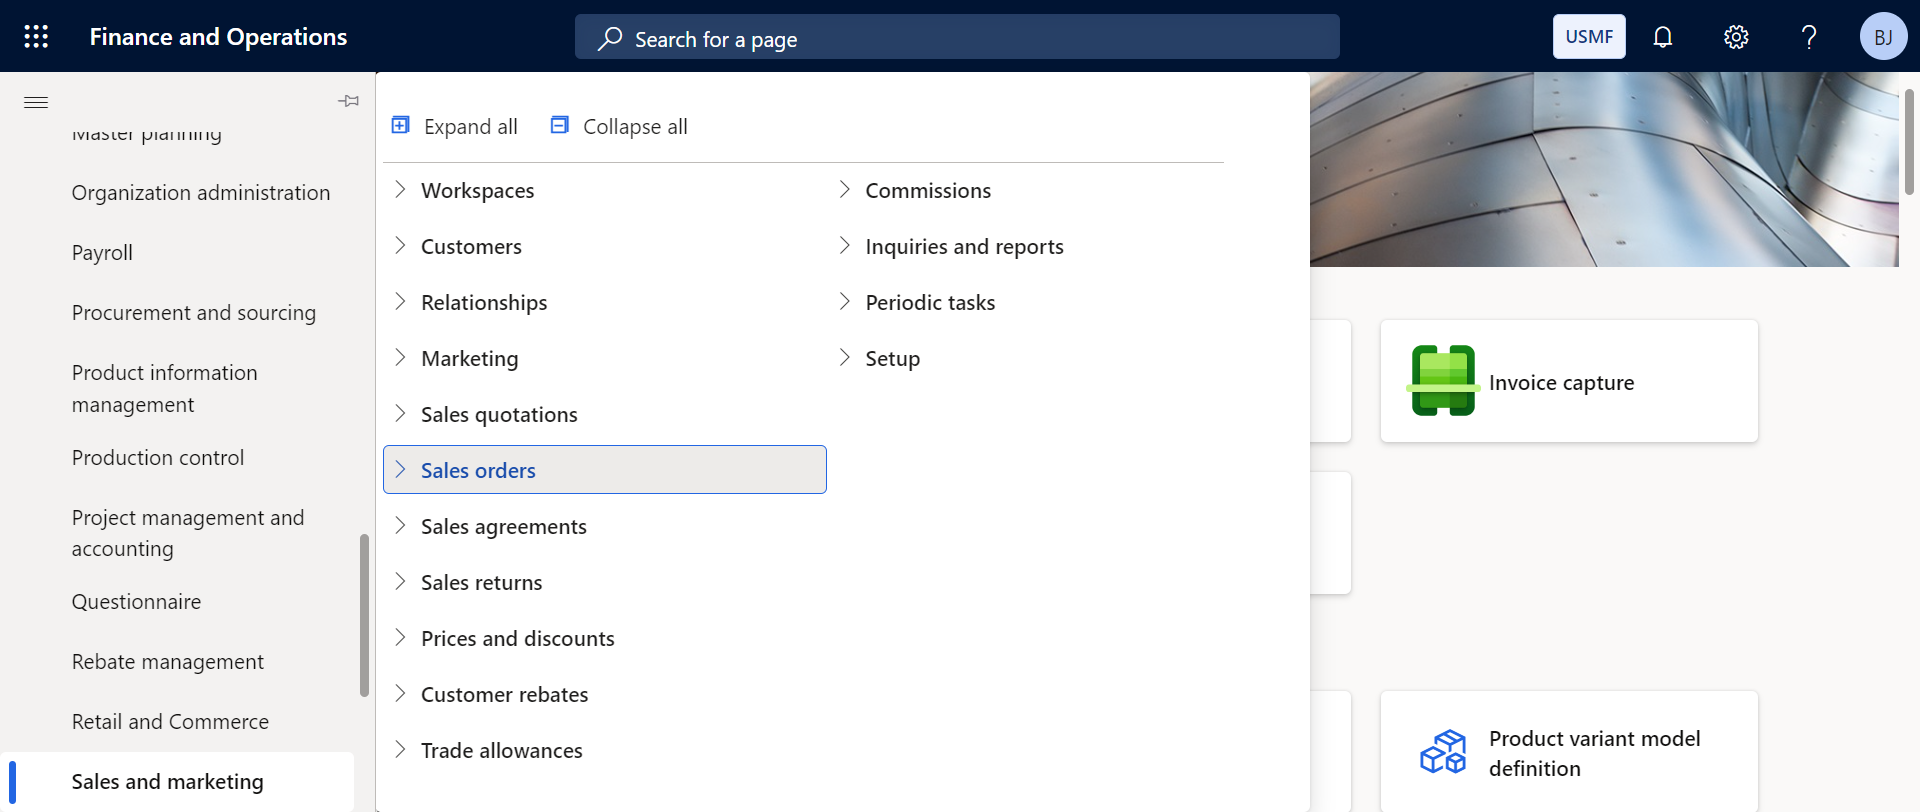 Finance and Operations
Search for a page
USMF
BJ
Master planning
Organization administration
Payroll
Procurement and sourcing
Product information
management
Production control
Project management and
accounting
Questionnaire
Rebate management
Retail and Commerce
Sales and marketing
Expand all
Collapse all
Workspaces
Customers
Relationships
Marketing
Sales quotations
Sales orders
Sales agreements
Sales returns
Prices and discounts
Customer rebates
Trade allowances
Commissions
Inquiries and reports
Periodic tasks
Setup
Invoice capture
Product variant model
definition